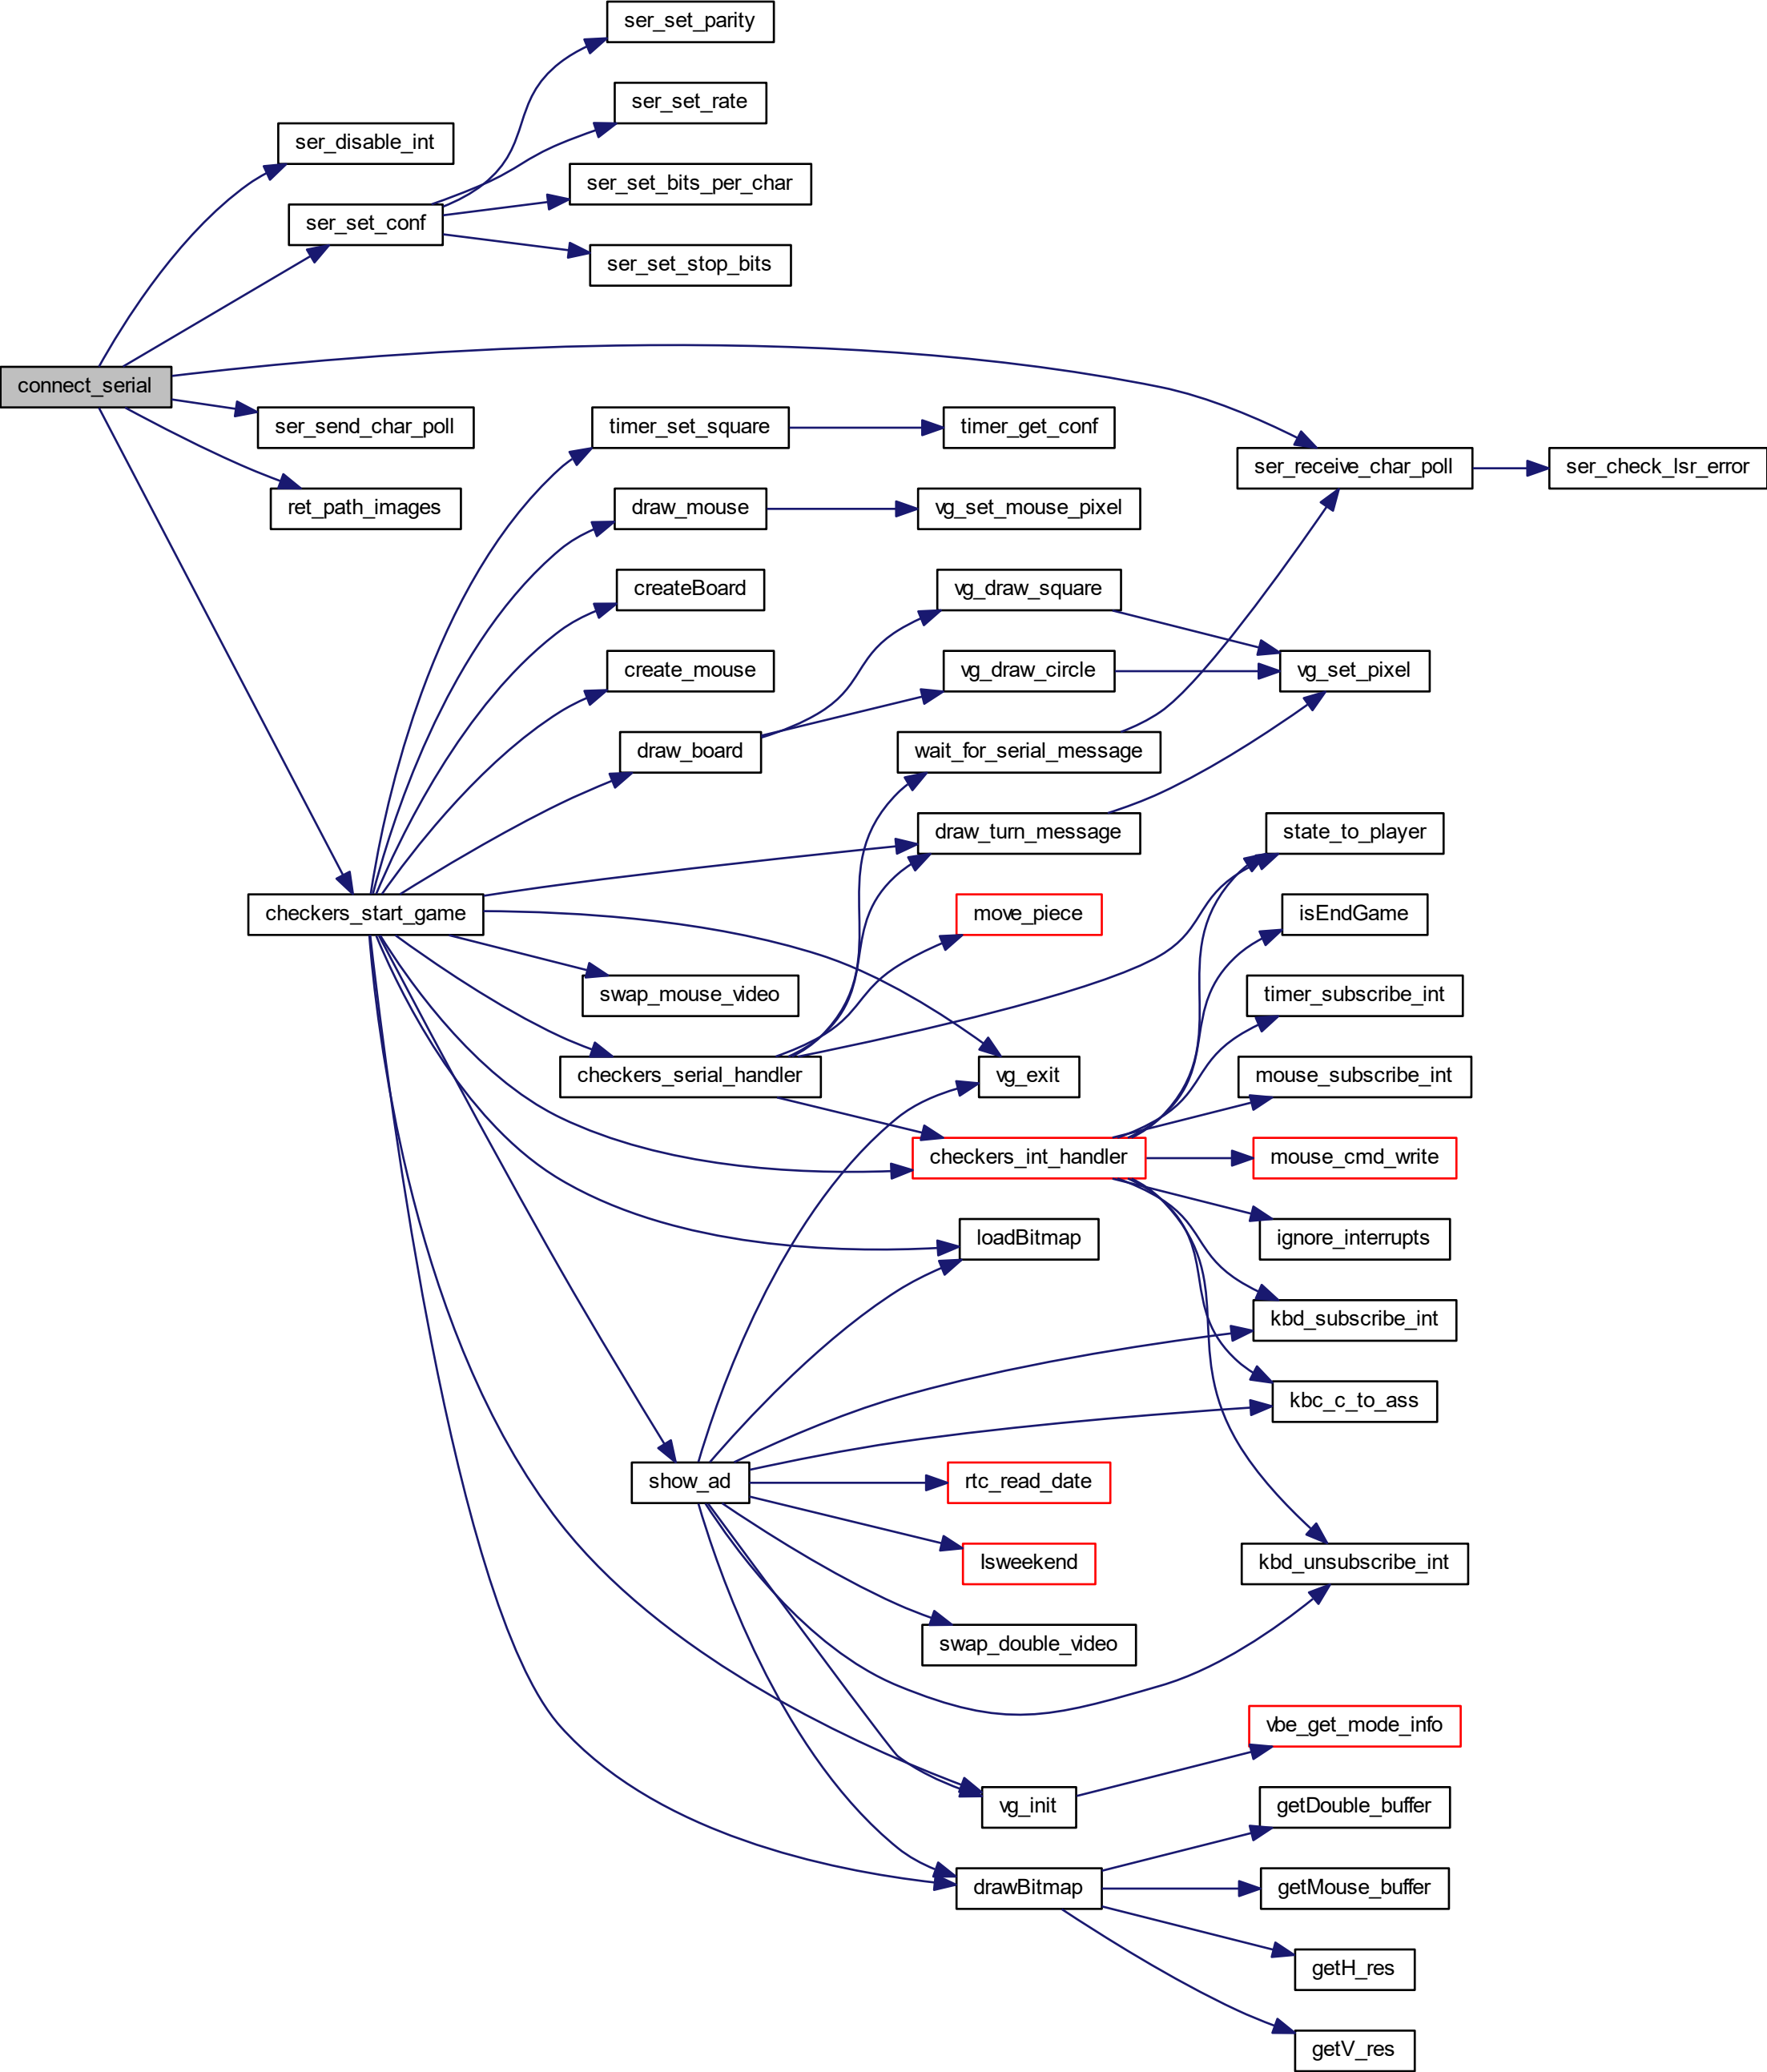 ser_set_parity
ser_set_rate
ser_disable_int
ser_set_bits_per_char
ser_set_conf
ser_set_stop_bits
connect_serial
ser_send_char_poll
timer_set_square
timer_get_conf
ser_receive_char_poll
ser_check_lsr_error
ret_path_images
draw_mouse
vg_set_mouse_pixel
createBoard
vg_draw_square
create_mouse
vg_draw_circle
vg_set_pixel
draw_board
wait_for_serial_message
draw_turn_message
state_to_player
checkers_start_game
move_piece
isEndGame
swap_mouse_video
timer_subscribe_int
checkers_serial_handler
vg_exit
mouse_subscribe_int
checkers_int_handler
mouse_cmd_write
loadBitmap
ignore_interrupts
kbd_subscribe_int
kbc_c_to_ass
show_ad
rtc_read_date
Isweekend
kbd_unsubscribe_int
swap_double_video
vbe_get_mode_info
vg_init
getDouble_buffer
drawBitmap
getMouse_buffer
getH_res
getV_res